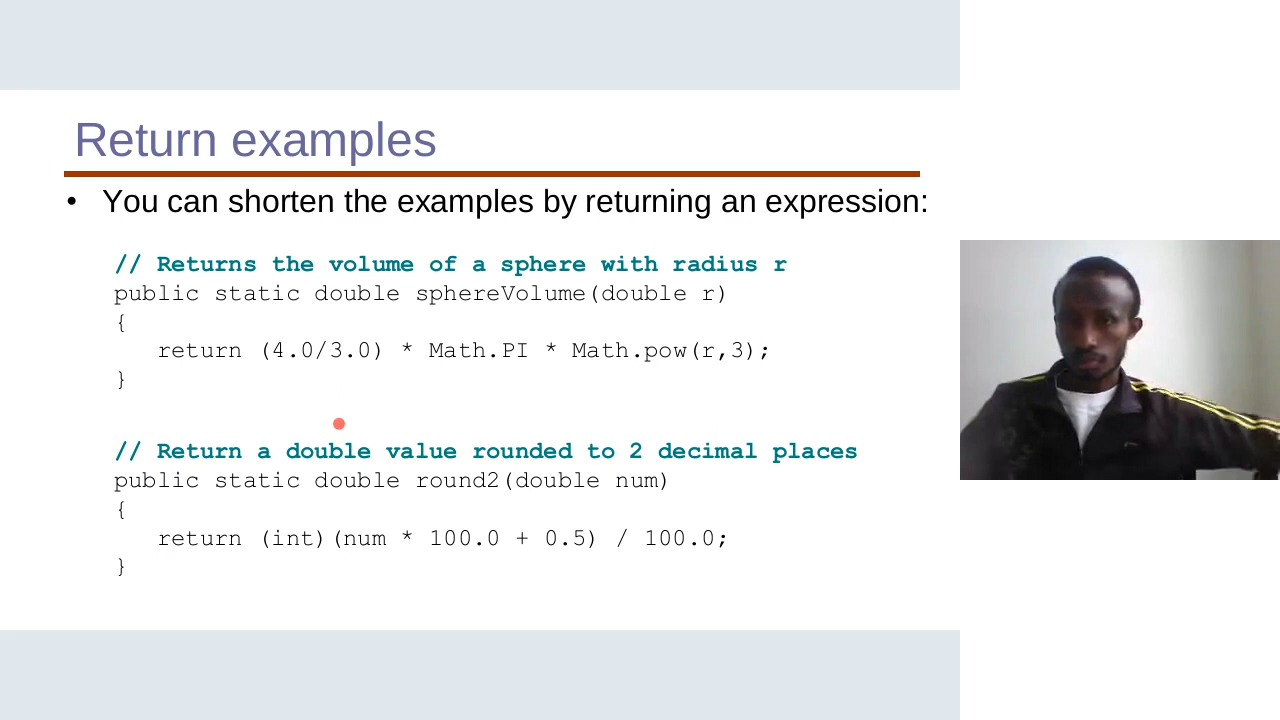 Return examples
• You can shorten the examples by returning an expression:
// Returns the volume of a sphere with radius r
public static double sphereVolume(double r)
{
return (4.0/3.0) * Math.PI * Math.pow(r,3);
}
// Return a double value rounded to 2 decimal places
public static double round2(double num)
{
return (int)(num * 100.0 + 0.5) / 100.0;
}